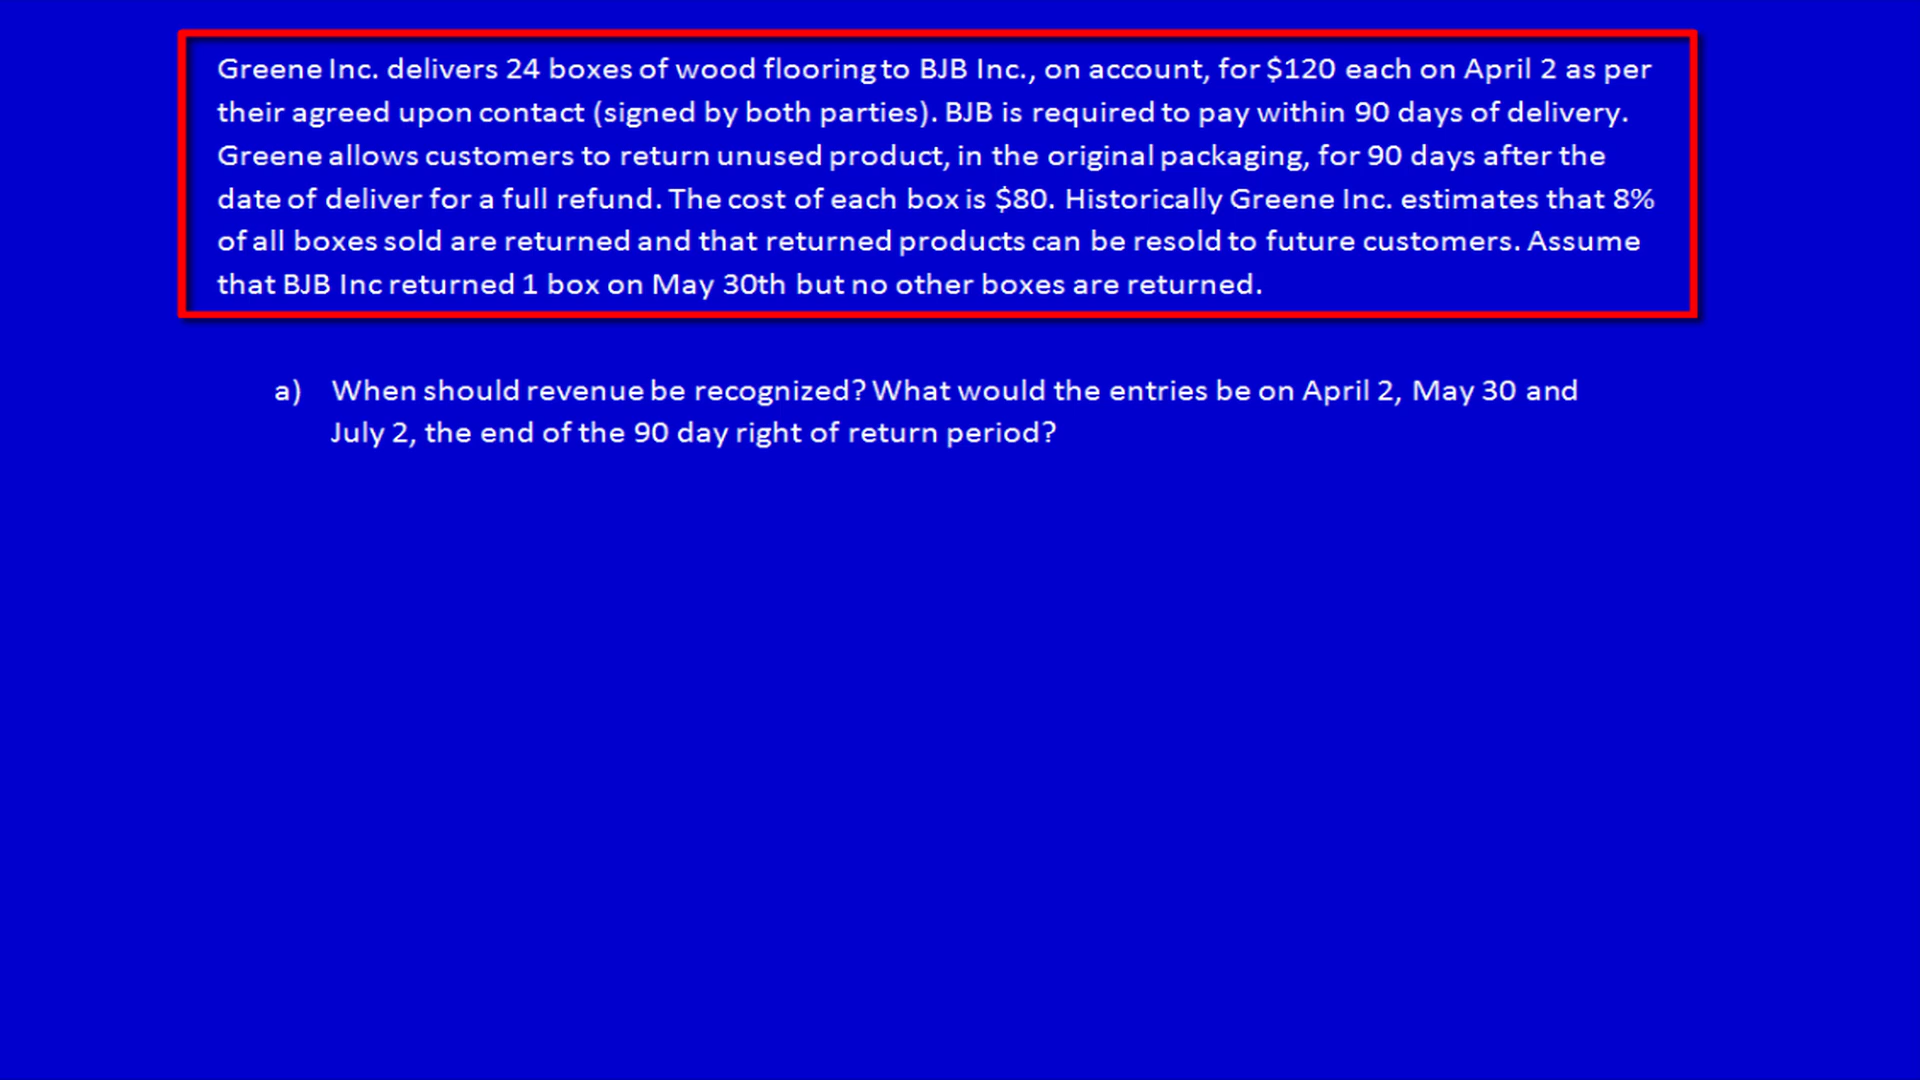 Greene Inc. delivers 24 boxes of wood flooring to BJB Inc., on account, for $120 each on April 2 as per
their agreed upon contact (signed by both parties). BJB is required to pay within 90 days of delivery.
Greene allows customers to return unused product, in the original packaging, for 90 days after the
date of deliver for a full refund. The cost of each box is $80. Historically Greene Inc. estimates that 8%
of all boxes sold are returned and that returned products can be resold to future customers. Assume
that BJB Inc returned 1 box on May 30th but no other boxes are returned.
a) When should revenue be recognized? What would the entries be on April 2, May 30 and
July 2, the end of the 90 day right of return period?